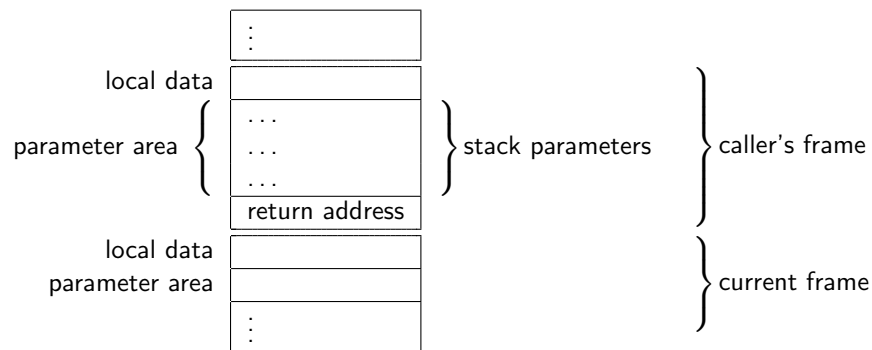 ⋮
local data
parameter area
. . .
. . .
. . .
stack parameters
caller's frame
return address
local data
parameter area
current frame
⋮